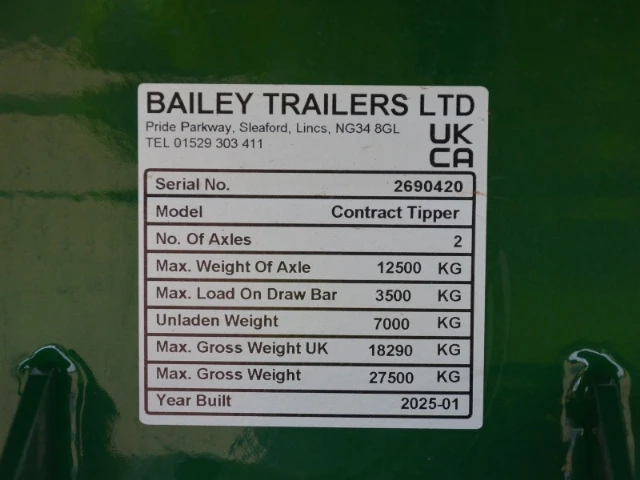 BAILEY TRAILERS LTD
Pride Parkway, Sleaford, Lincs, NG34 8GL
TEL 01529 303 411
UK
CA
Serial No. 2690420
Model Contract Tipper
No. Of Axles 2
Max. Weight Of Axle 12500 KG
Max. Load On Draw Bar 3500 KG
Unladen Weight 7000 KG
Max. Gross Weight UK 18290 KG
Max. Gross Weight 27500 KG
Year Built 2025-01